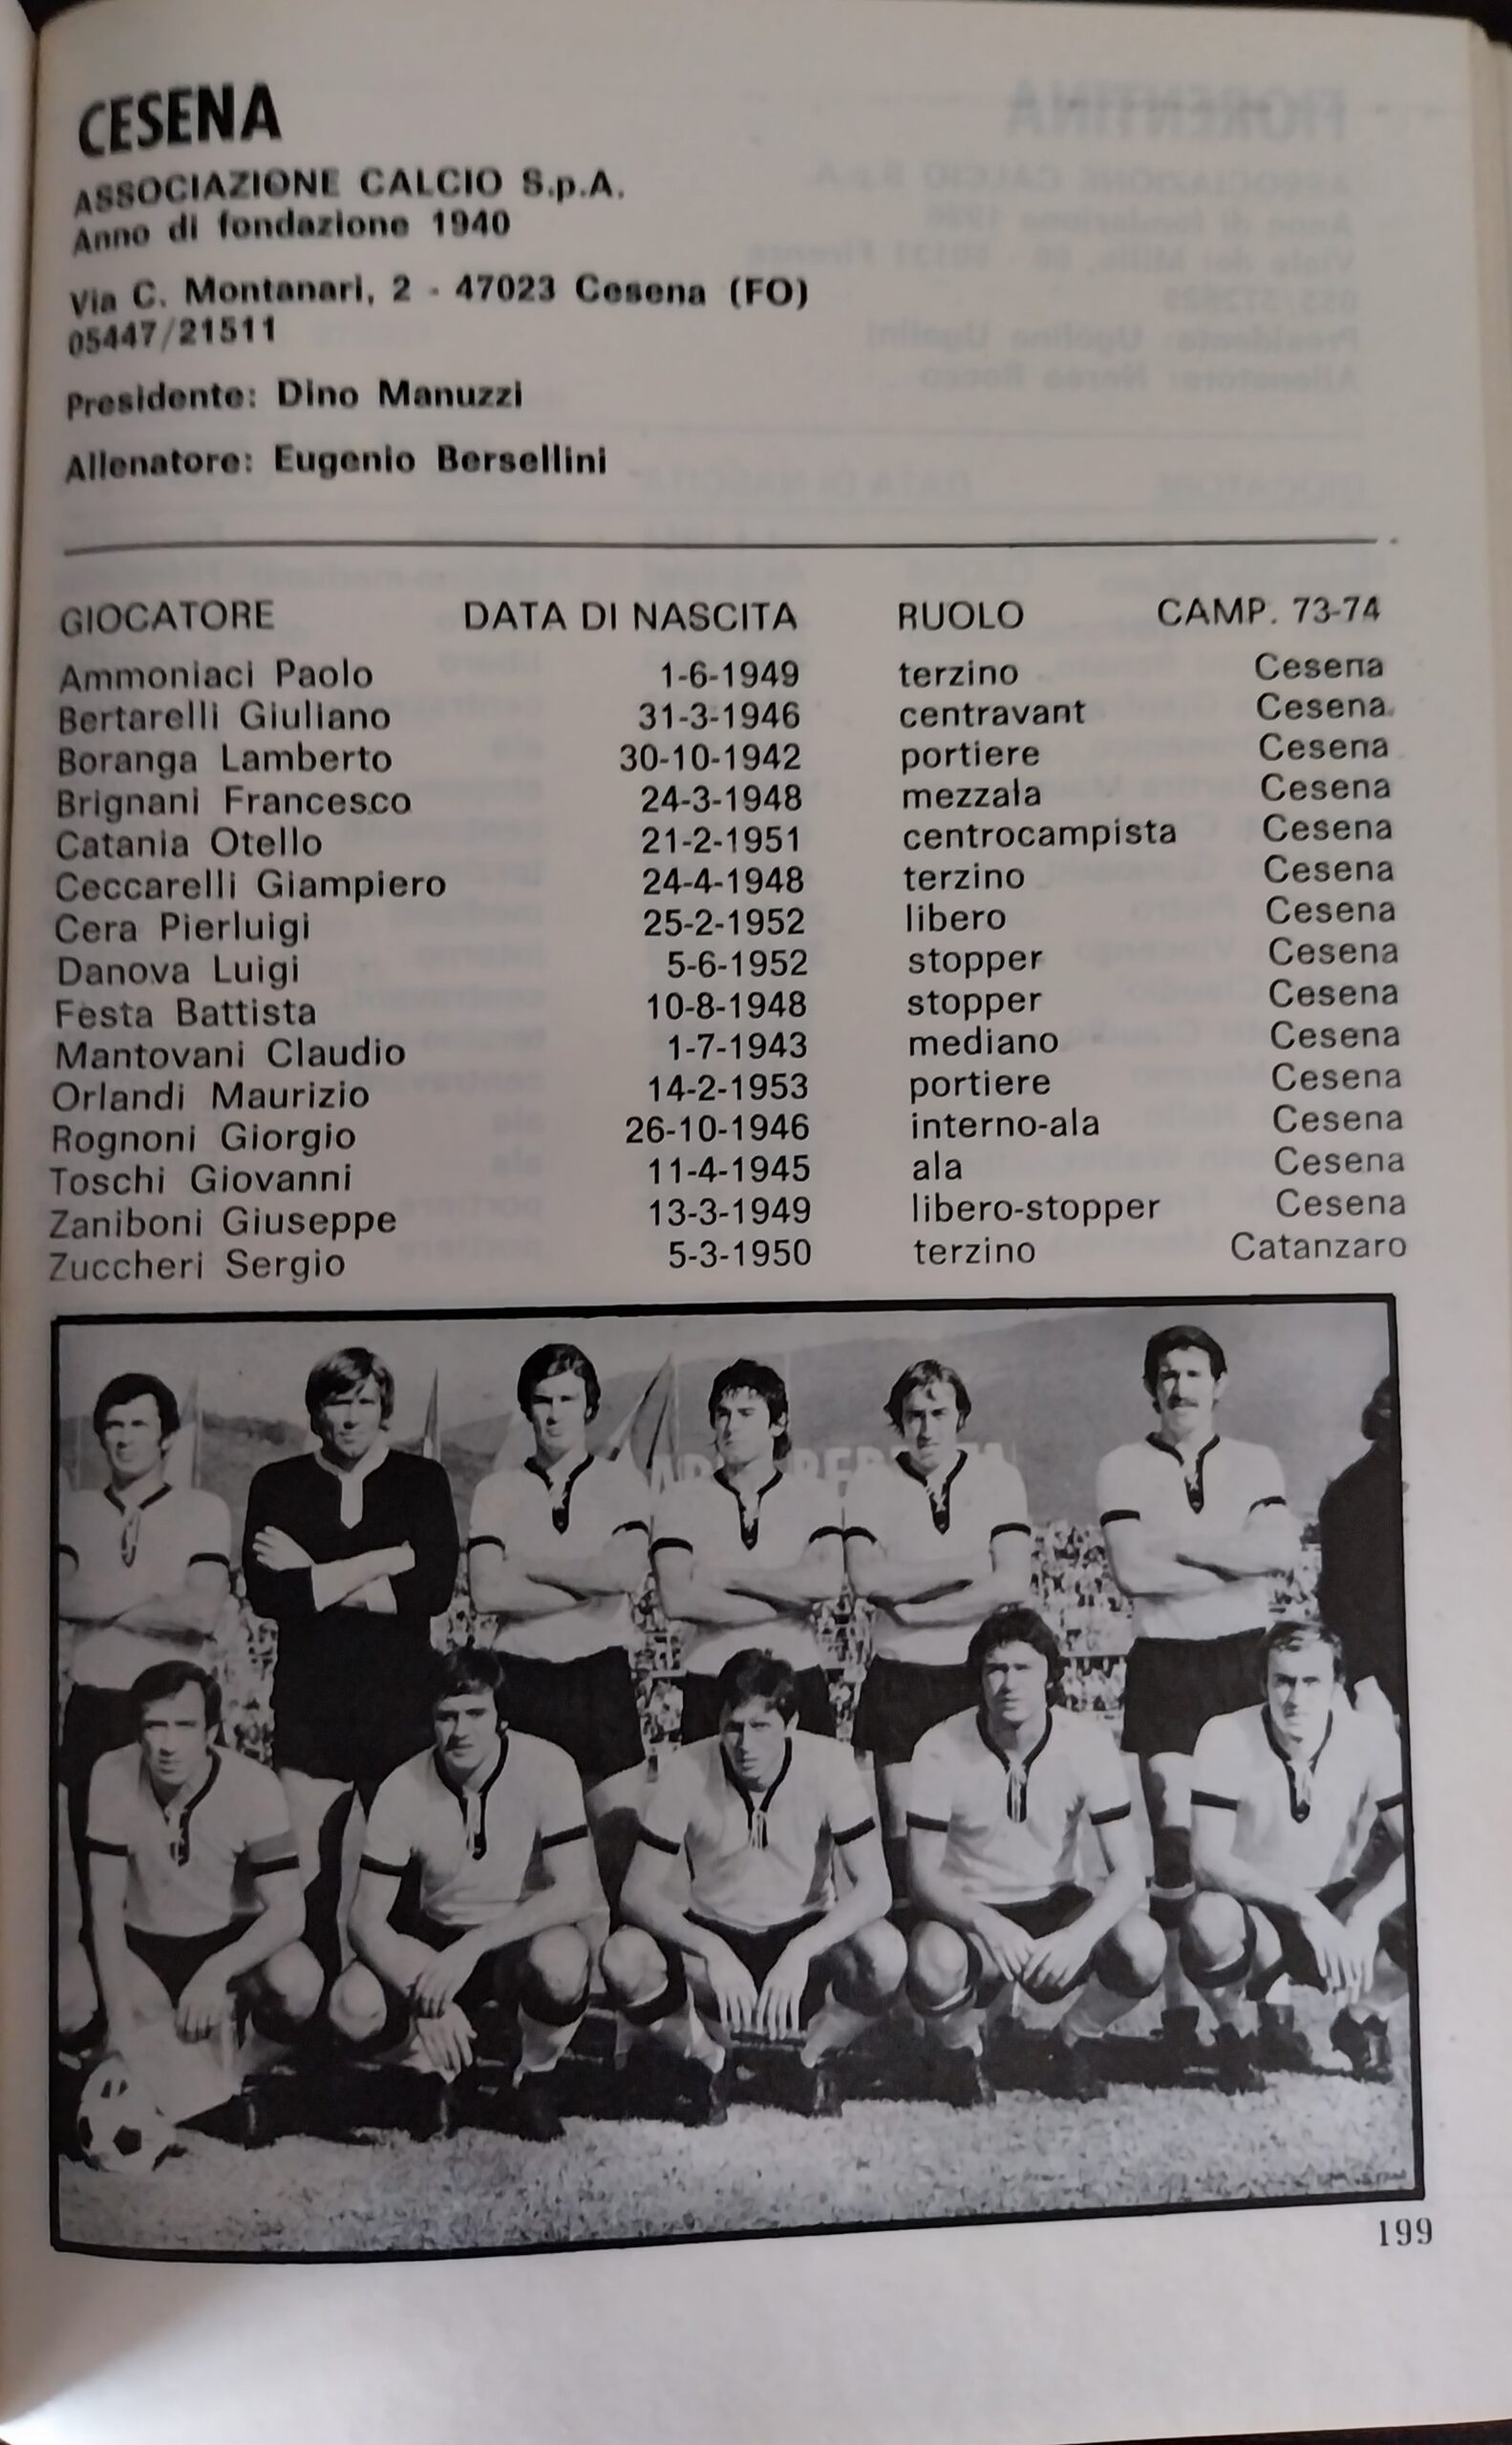 CESENA
ASSOCIAZIONE CALCIO S.p.A.
Anno di fondazione 1940
Via C. Montanari, 2 - 47023 Cesena (FO)
05447/21511
Presidente: Dino Manuzzi
Allenatore: Eugenio Bersellini
GIOCATORE DATA DI NASCITA RUOLO CAMP. 73-74
Ammoniaci Paolo 1-6-1949 terzino Cesena
Bertarelli Giuliano 31-3-1946 centravant Cesena
Boranga Lamberto 30-10-1942 portiere Cesena
Brignani Francesco 24-3-1948 mezzala Cesena
Catania Otello 21-2-1951 centrocampista Cesena
Ceccarelli Giampiero 24-4-1948 terzino Cesena
Cera Pierluigi 25-2-1952 libero Cesena
Danova Luigi 5-6-1952 stopper Cesena
Festa Battista 10-8-1948 stopper Cesena
Mantovani Claudio 1-7-1943 mediano Cesena
Orlandi Maurizio 14-2-1953 portiere Cesena
Rognoni Giorgio 26-10-1946 interno-ala Cesena
Toschi Giovanni 11-4-1945 ala Cesena
Zaniboni Giuseppe 13-3-1949 libero-stopper Cesena
Zuccheri Sergio 5-3-1950 terzino Catanzaro
199